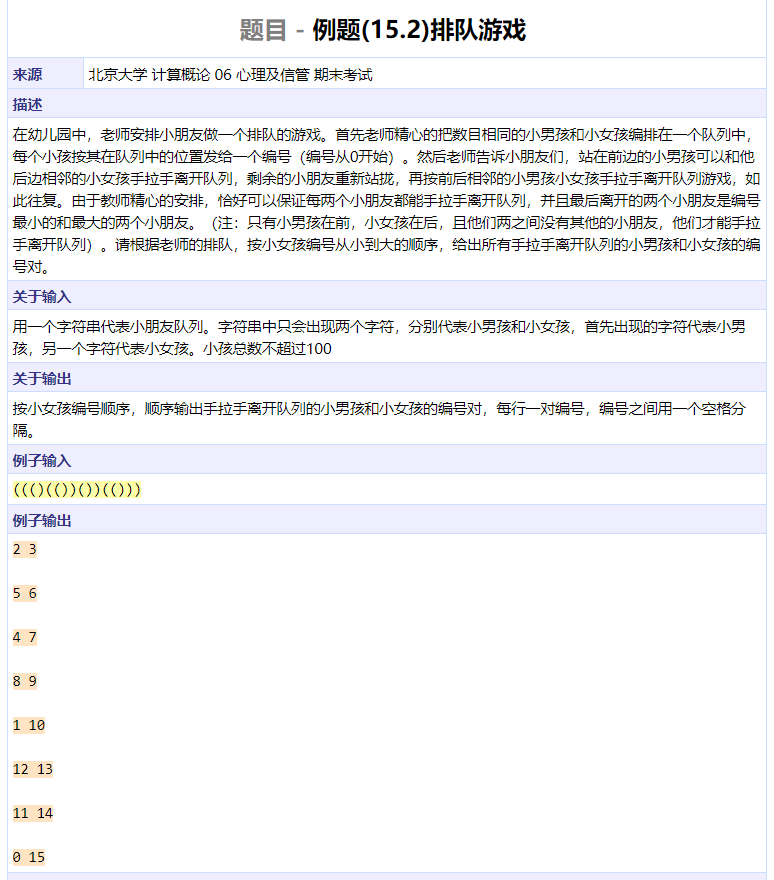 题目 - 例题(15.2)排队游戏
来源 北京大学 计算概论 06 心理及信管 期末考试
描述
在幼儿园中，老师安排小朋友做一个排队的游戏。首先老师精心的把数目相同的小男孩和小女孩编排在一个队列中，
每个小孩按其在队列中的位置发给一个编号（编号从0开始）。然后老师告诉小朋友们，站在前边的小男孩可以和他
后边相邻的小女孩手拉手离开队列，剩余的小朋友重新站拢，再按前后相邻的小男孩小女孩手拉手离开队列游戏，如
此往复。由于教师精心的安排，恰好可以保证每两个小朋友都能手拉手离开队列，并且最后离开的两个小朋友是编号
最小的和最大的两个小朋友。（注：只有小男孩在前，小女孩在后，且他们两之间没有其他的小朋友，他们才能手拉
手离开队列）。请根据老师的排队，按小女孩编号从小到大的顺序，给出所有手拉手离开队列的小男孩和小女孩的编
号对。
关于输入
用一个字符串代表小朋友队列。字符串中只会出现两个字符，分别代表小男孩和小女孩，首先出现的字符代表小男
孩，另一个字符代表小女孩。小孩总数不超过100
关于输出
按小女孩编号顺序，顺序输出手拉手离开队列的小男孩和小女孩的编号对，每行一对编号，编号之间用一个空格分
隔。
例子输入
((()(())())(()))
例子输出
2 3
5 6
4 7
8 9
1 10
12 13
11 14
0 15